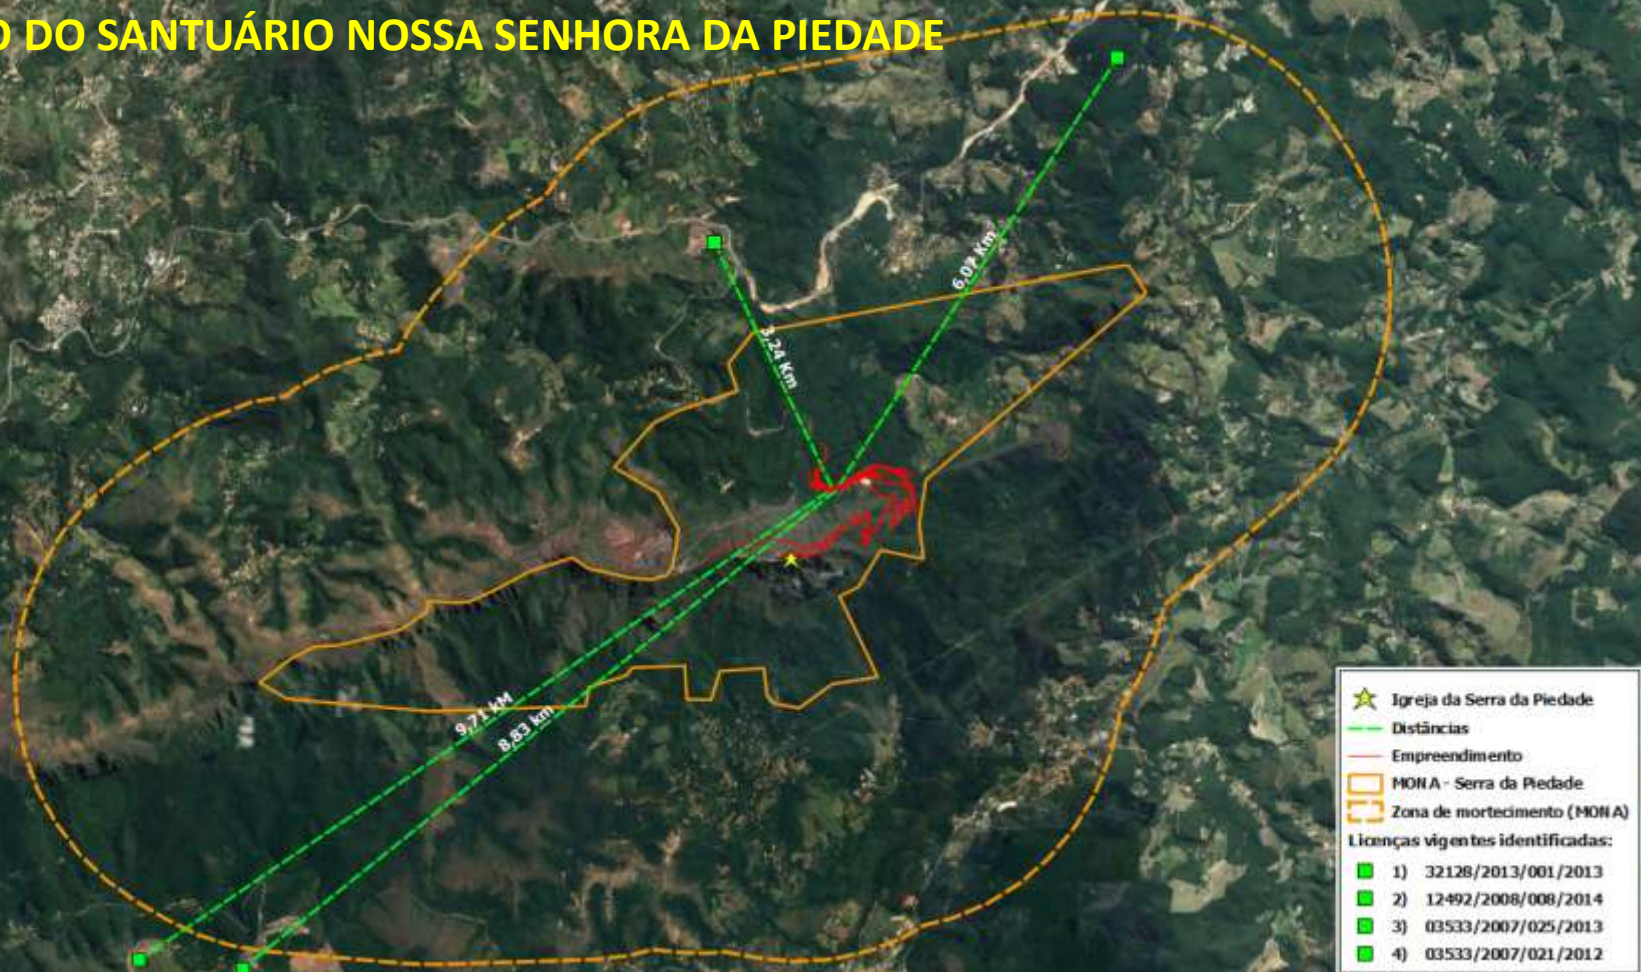 O DO SANTUÁRIO NOSSA SENHORA DA PIEDADE
6,07 Km
3,24 Km
9,71 kM
8,83 km
Igreja da Serra da Piedade
Distâncias
Empreendimento
MONA - Serra da Piedade
Zona de mortecimento (MONA)
Licenças vigentes identificadas:
1) 32128/2013/001/2013
2) 12492/2008/008/2014
3) 03533/2007/025/2013
4) 03533/2007/021/2012